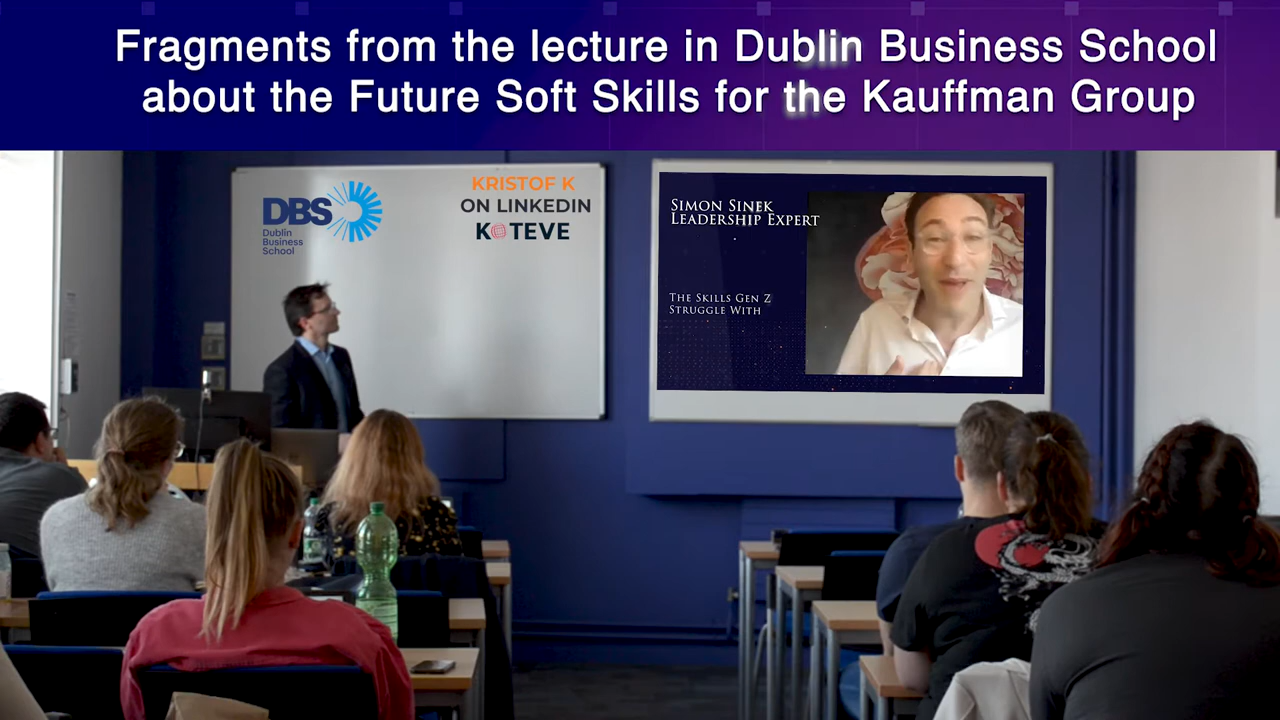 Fragments from the lecture in Dublin Business School
about the Future Soft Skills for the Kauffman Group
DBS
Dublin
Business
School
KRISTOF K
ON LINKEDIN
KOTEVE
SIMON SINEK
LEADERSHIP EXPERT
THE SKILLS GEN Z
STRUGGLE WITH